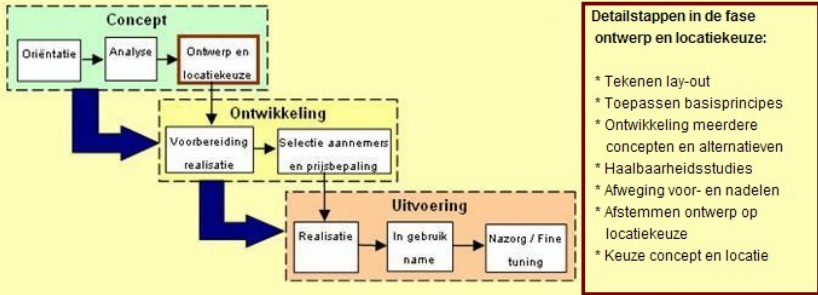 Concept
Oriëntatie
Analyse
Ontwerp en
locatiekeuze
Ontwikkeling
Voorbereiding
realisatie
Selectie aannemers
en prijsbepaling
Uitvoering
Realisatie
In gebruik
name
Nazorg / Fine
tuning
Detailstappen in de fase
ontwerp en locatiekeuze:
* Tekenen lay-out
* Toepassen basisprincipes
* Ontwikkeling meerdere
concepten en alternatieven
* Haalbaarheidsstudies
* Afweging voor- en nadelen
* Afstemmen ontwerp op
locatiekeuze
* Keuze concept en locatie